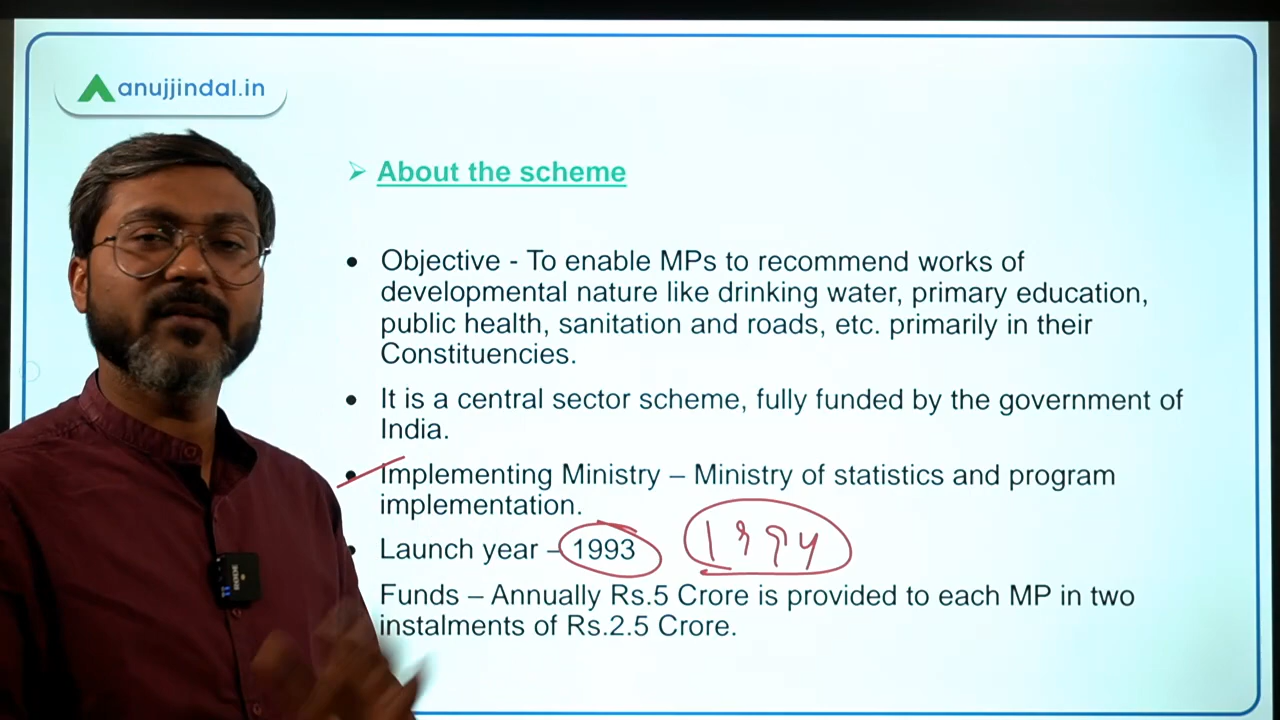 anujjindal.in
➢ About the scheme
• Objective - To enable MPs to recommend works of
developmental nature like drinking water, primary education,
public health, sanitation and roads, etc. primarily in their
Constituencies.
• It is a central sector scheme, fully funded by the government of
India.
• Implementing Ministry – Ministry of statistics and program
implementation.
• Launch year – 1993 1994
Funds – Annually Rs.5 Crore is provided to each MP in two
instalments of Rs.2.5 Crore.
RODE